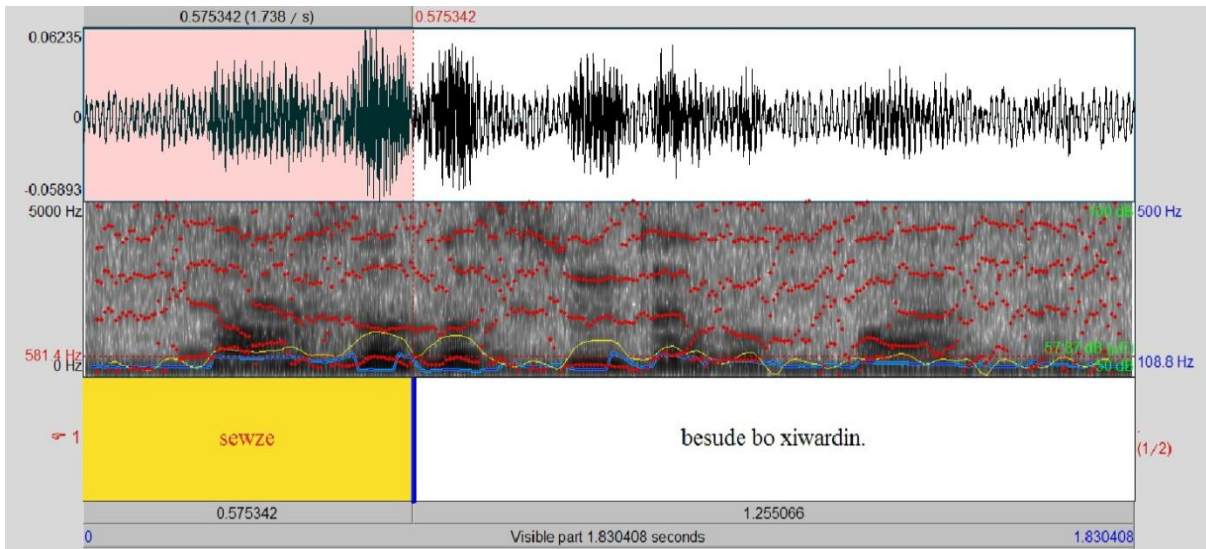 0.575342 (1.738 / s) 0.575342
0.06235
0
-0.05893
5000 Hz 500 Hz
581.4 Hz
0 Hz 108.8 Hz
50 dB
☞ 1 sewze besude bo xiwardin. (1/2)
0.575342 1.255066
0 Visible part 1.830408 seconds 1.830408